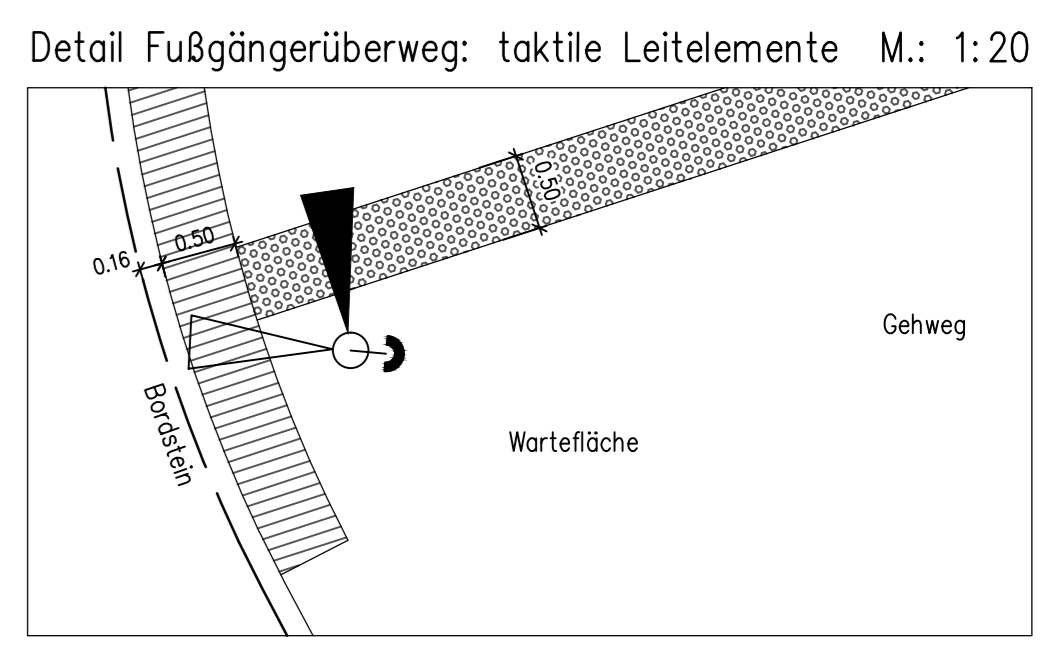 Detail Fußgängerüberweg: taktile Leitelemente M.: 1:20
0.50
0.50
0.16
Gehweg
Bordstein
Wartefläche